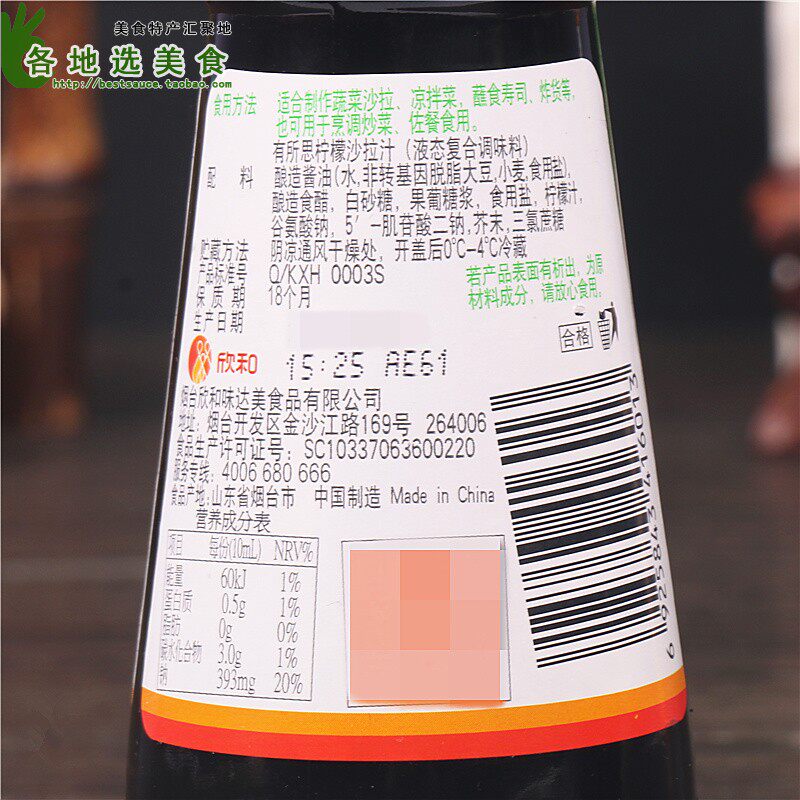 美食特产汇聚地
各地选美食
http://bestsauce.taobao.com
食用方法 适合制作蔬菜沙拉、凉拌菜，蘸食寿司、炸货等，
也可用于烹调炒菜、佐餐食用。
有所思柠檬沙拉汁（液态复合调味料）
配 料 酿造酱油(水,非转基因脱脂大豆,小麦,食用盐),
酿造食醋，白砂糖，果葡糖浆，食用盐，柠檬汁,
谷氨酸钠，5′-肌苷酸二钠,芥末,三氯蔗糖
贮藏方法 阴凉通风干燥处，开盖后0℃-4℃冷藏
产品标准号 Q/KXH 0003S
保 质 期 18个月
生产日期
若产品表面有析出，为原
材料成分，请放心食用。
合格
欣和 15:25 AE61
烟台欣和味达美食品有限公司
地址: 烟台开发区金沙江路169号 264006
食品生产许可证号: SC10337063600220
服务专线: 4006 680 666
食品产地:山东省烟台市 中国制造 Made in China
营养成分表
项目 每份(10mL) NRV%
能量 60kJ 1%
蛋白质 0.5g 1%
脂肪 0g 0%
碳水化合物 3.0g 1%
钠 393mg 20%
6 925843 416013